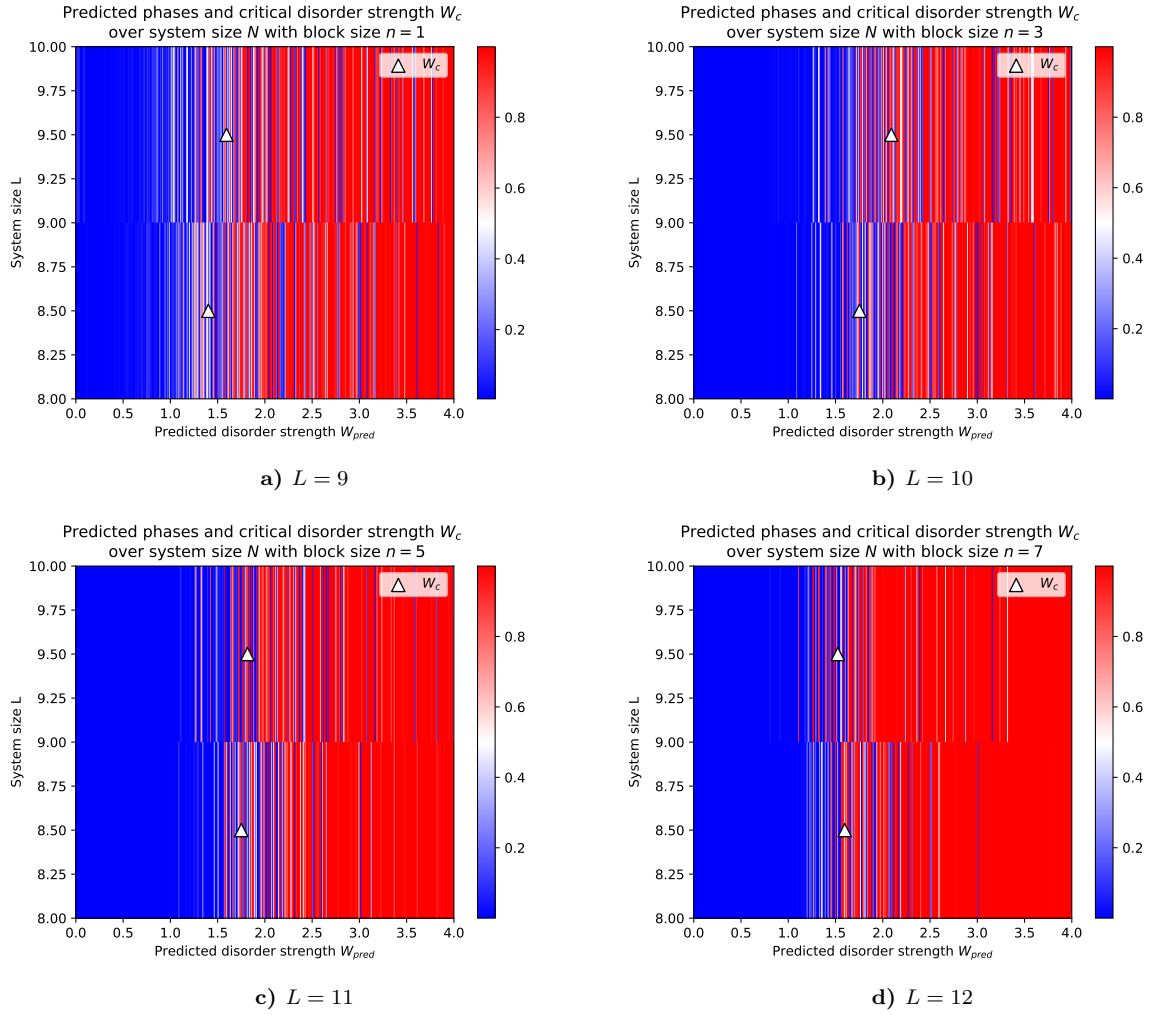 Predicted phases and critical disorder strength $W_c$
over system size $N$ with block size $n = 1$
10.00
9.75
9.50
9.25
9.00
8.75
8.50
8.25
8.00
System size L
0.0 0.5 1.0 1.5 2.0 2.5 3.0 3.5 4.0
Predicted disorder strength $W_{pred}$
$W_c$
0.8
0.6
0.4
0.2
a) $L = 9$
Predicted phases and critical disorder strength $W_c$
over system size $N$ with block size $n = 3$
10.00
9.75
9.50
9.25
9.00
8.75
8.50
8.25
8.00
System size L
0.0 0.5 1.0 1.5 2.0 2.5 3.0 3.5 4.0
Predicted disorder strength $W_{pred}$
$W_c$
0.8
0.6
0.4
0.2
b) $L = 10$
Predicted phases and critical disorder strength $W_c$
over system size $N$ with block size $n = 5$
10.00
9.75
9.50
9.25
9.00
8.75
8.50
8.25
8.00
System size L
0.0 0.5 1.0 1.5 2.0 2.5 3.0 3.5 4.0
Predicted disorder strength $W_{pred}$
$W_c$
0.8
0.6
0.4
0.2
c) $L = 11$
Predicted phases and critical disorder strength $W_c$
over system size $N$ with block size $n = 7$
10.00
9.75
9.50
9.25
9.00
8.75
8.50
8.25
8.00
System size L
0.0 0.5 1.0 1.5 2.0 2.5 3.0 3.5 4.0
Predicted disorder strength $W_{pred}$
$W_c$
0.8
0.6
0.4
0.2
d) $L = 12$